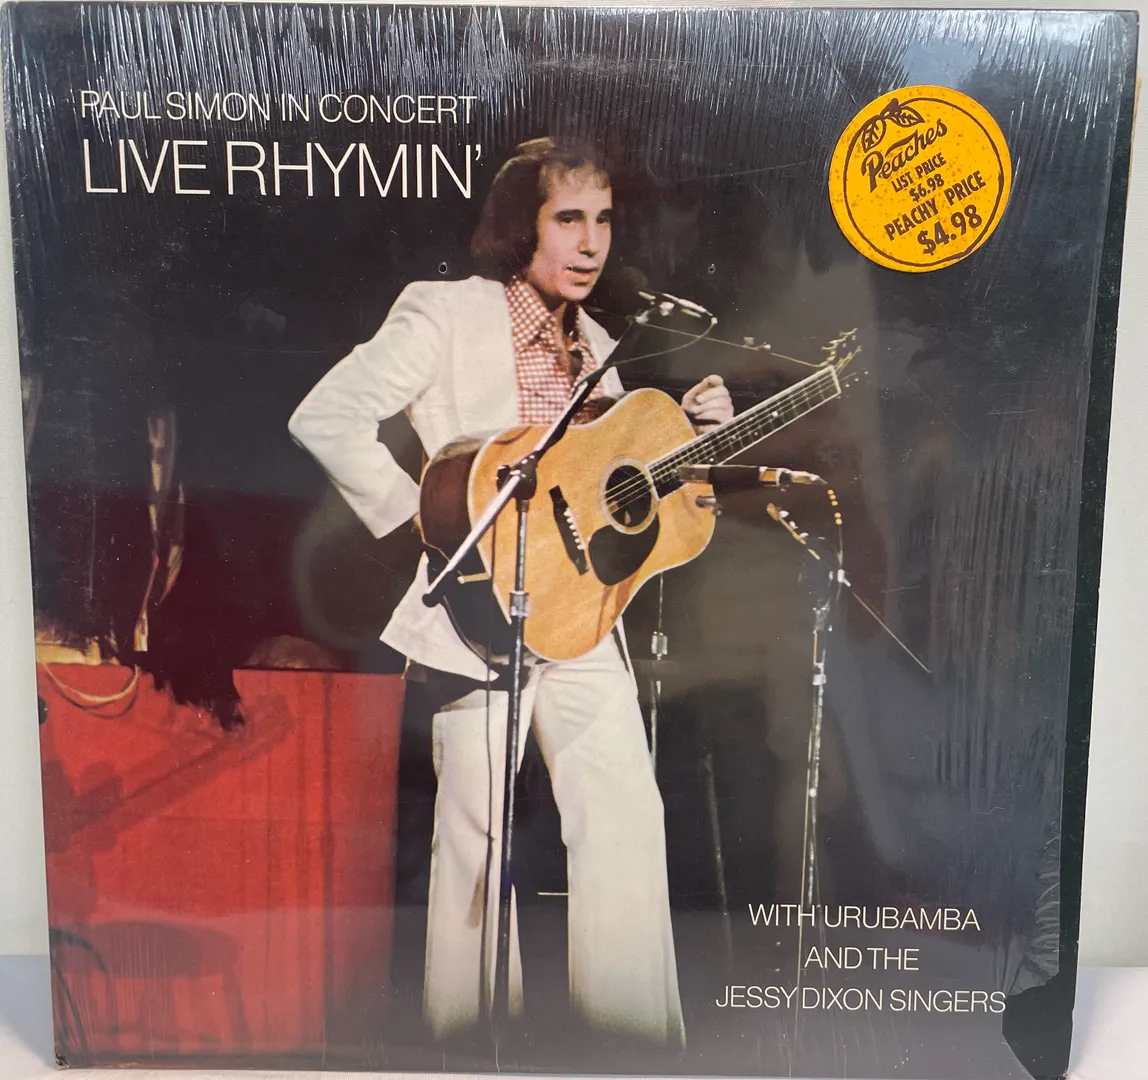 PAUL SIMON IN CONCERT
LIVE RHYMIN'
Peaches
LIST PRICE
$6.98
PEACHY PRICE
$4.98
WITH URUBAMBA
AND THE
JESSY DIXON SINGERS